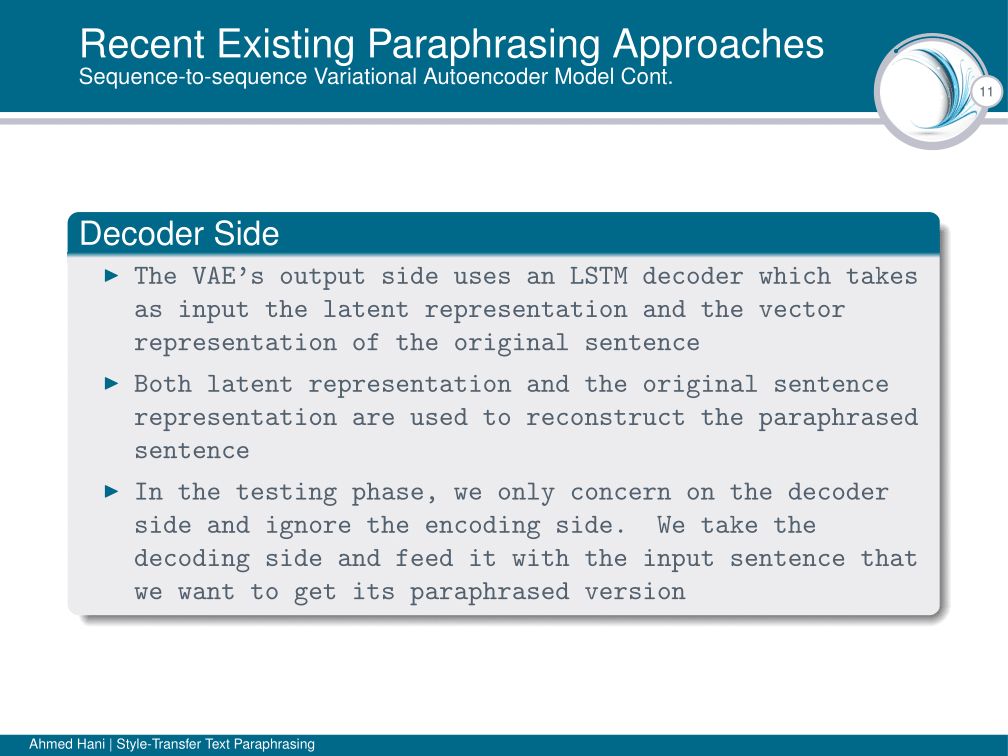 Recent Existing Paraphrasing Approaches
Sequence-to-sequence Variational Autoencoder Model Cont.
11
Decoder Side
▶ The VAE's output side uses an LSTM decoder which takes
as input the latent representation and the vector
representation of the original sentence
▶ Both latent representation and the original sentence
representation are used to reconstruct the paraphrased
sentence
▶ In the testing phase, we only concern on the decoder
side and ignore the encoding side. We take the
decoding side and feed it with the input sentence that
we want to get its paraphrased version
Ahmed Hani | Style-Transfer Text Paraphrasing